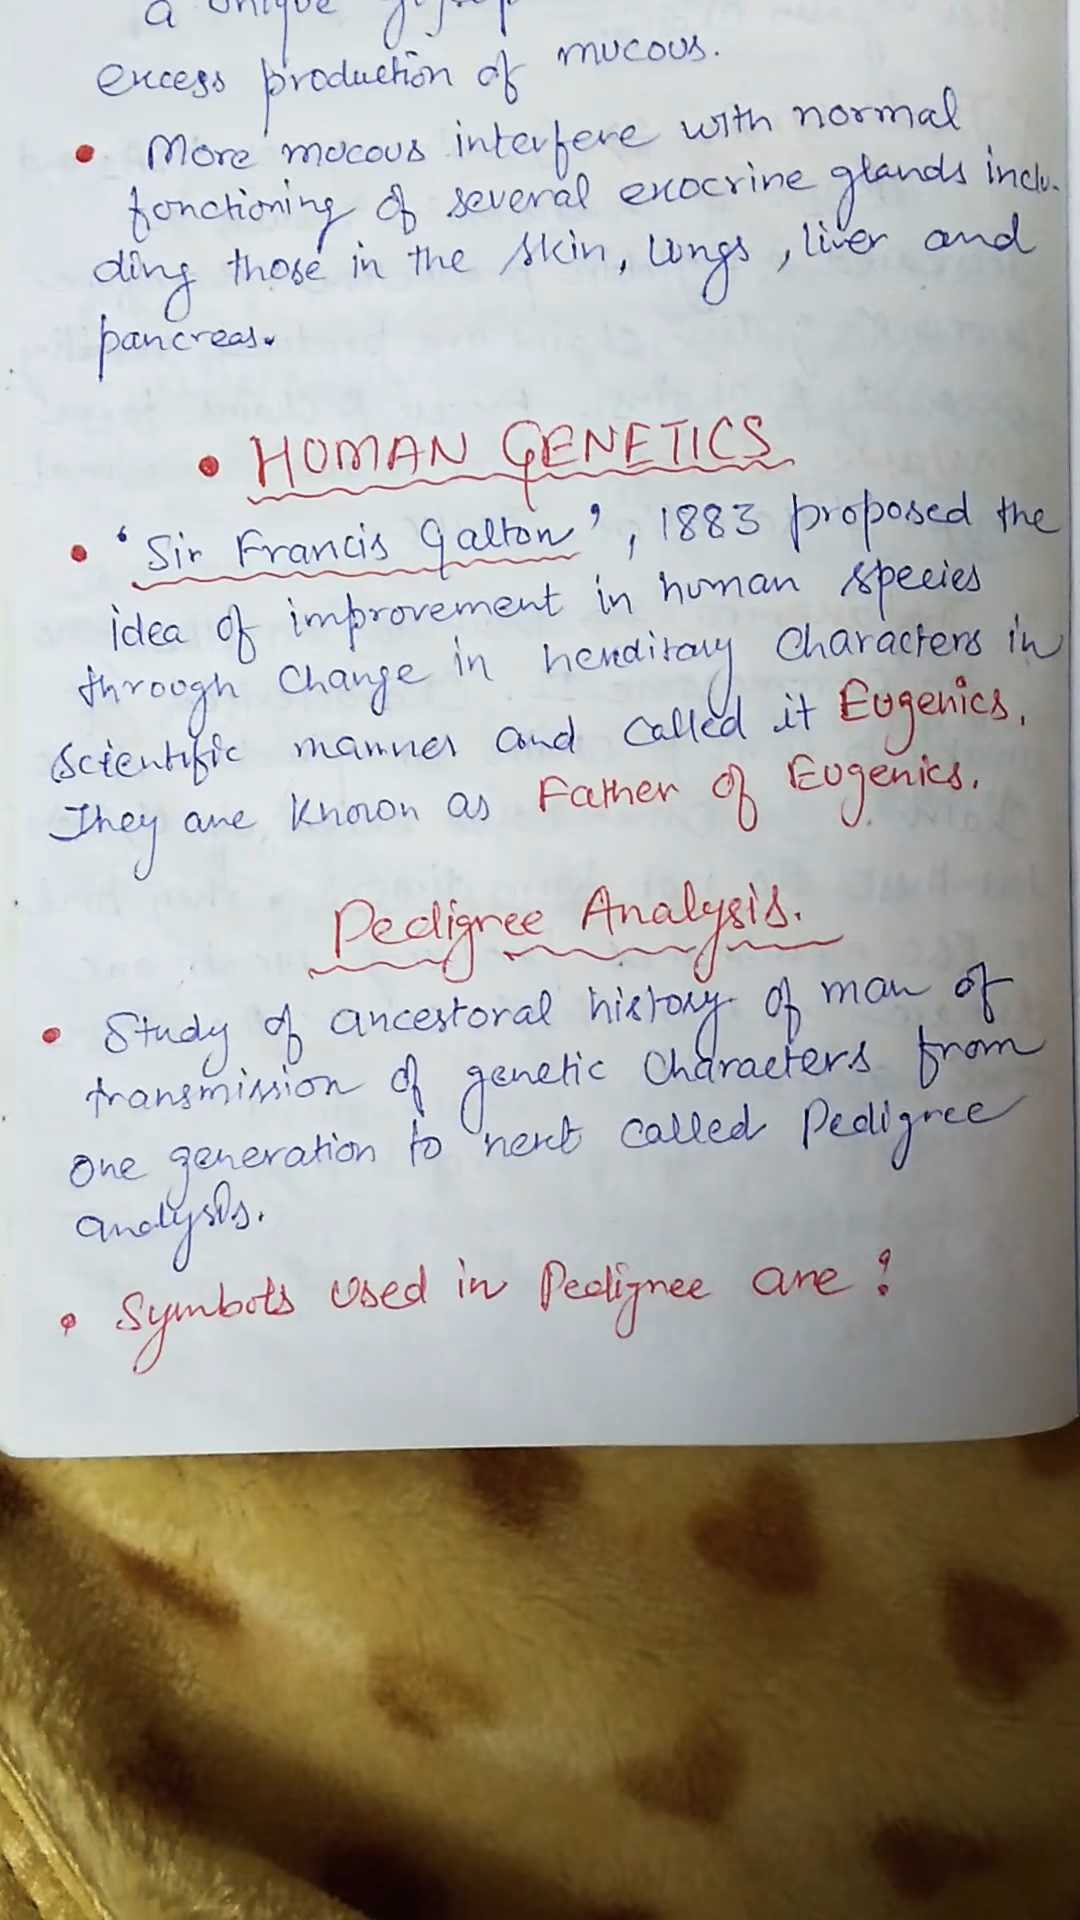 a unique
excess production of mucous.
• More mucous interfere with normal
functioning of several exocrine glands inclu-
ding those in the skin, lungs, liver and
pancreas.
• HUMAN GENETICS
• 'Sir Francis Galton', 1883 proposed the
idea of improvement in human species
through change in hereditary characters in
scientific manner and called it Eugenics.
They are known as Father of Eugenics.
Pedigree Analysis.
• Study of ancestoral history of man of
transmission of genetic characters from
one generation to next called Pedigree
analysis.
• Symbols used in Pedignee are :